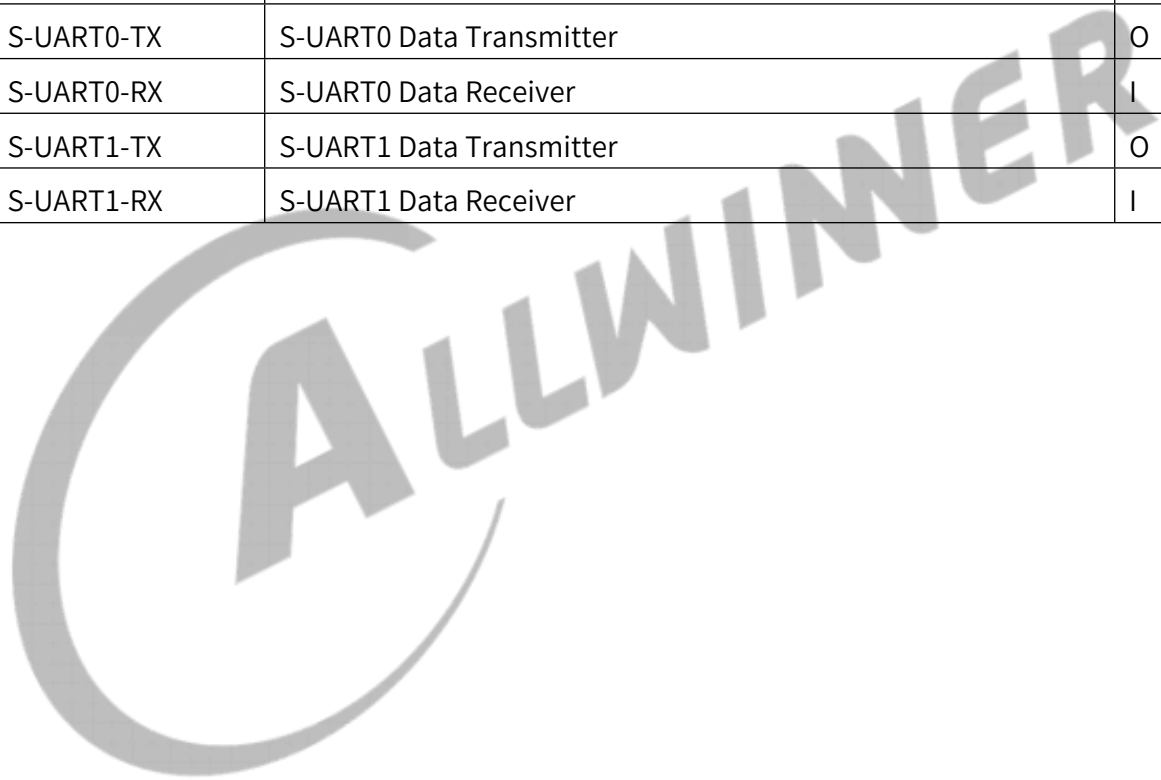 S-UART0-TX S-UART0 Data Transmitter O
S-UART0-RX S-UART0 Data Receiver I
S-UART1-TX S-UART1 Data Transmitter O
S-UART1-RX S-UART1 Data Receiver I
ALLWINNER